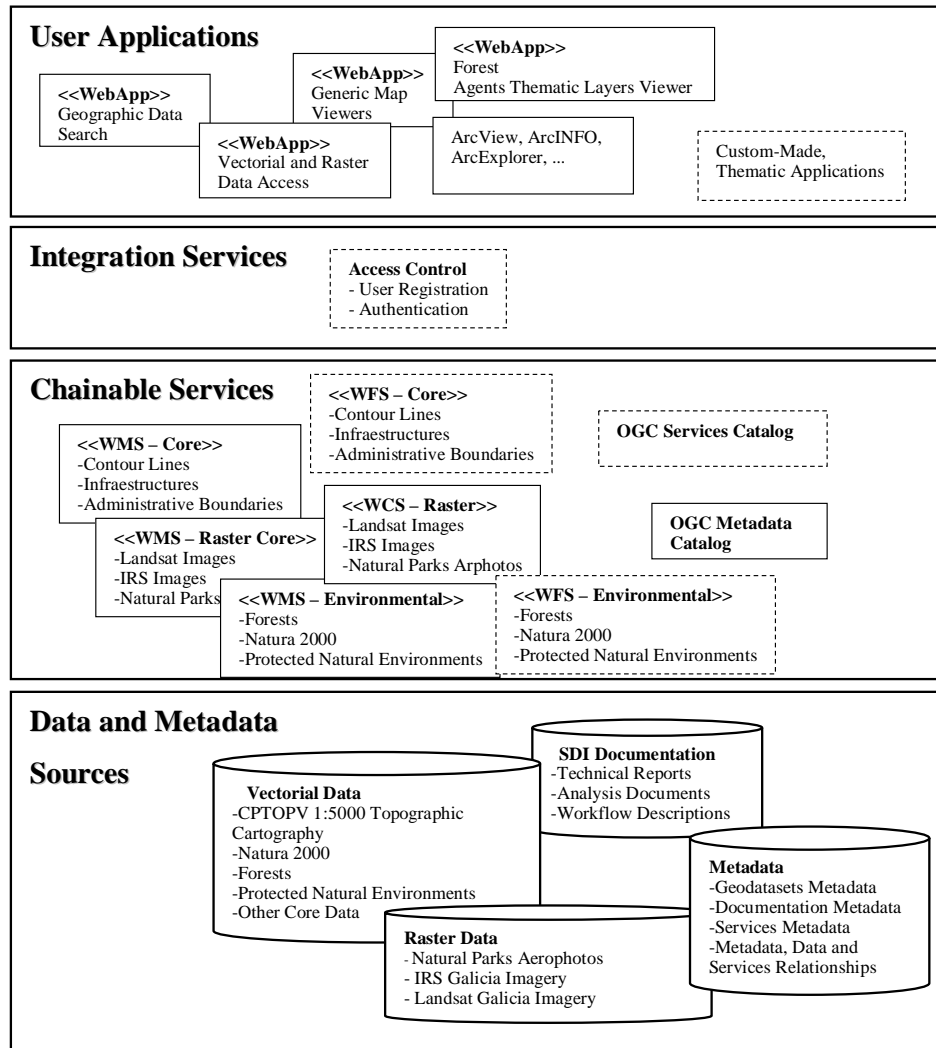 User Applications
<<WebApp>>
Geographic Data
Search
<<WebApp>>
Vectorial and Raster
Data Access
<<WebApp>>
Generic Map
Viewers
<<WebApp>>
Forest
Agents Thematic Layers Viewer
ArcView, ArcINFO,
ArcExplorer, ...
Custom-Made,
Thematic Applications
Integration Services
Access Control
- User Registration
- Authentication
Chainable Services
<<WMS – Core>>
-Contour Lines
-Infraestructures
-Administrative Boundaries
<<WFS – Core>>
-Contour Lines
-Infraestructures
-Administrative Boundaries
OGC Services Catalog
<<WMS – Raster Core>>
-Landsat Images
-IRS Images
-Natural Parks
<<WCS – Raster>>
-Landsat Images
-IRS Images
-Natural Parks Arphotos
OGC Metadata
Catalog
<<WMS – Environmental>>
-Forests
-Natura 2000
-Protected Natural Environments
<<WFS – Environmental>>
-Forests
-Natura 2000
-Protected Natural Environments
Data and Metadata
Sources
Vectorial Data
-CPTOPV 1:5000 Topographic
Cartography
-Natura 2000
-Forests
-Protected Natural Environments
-Other Core Data
SDI Documentation
-Technical Reports
-Analysis Documents
-Workflow Descriptions
Raster Data
- Natural Parks Aerophotos
- IRS Galicia Imagery
- Landsat Galicia Imagery
Metadata
-Geodatasets Metadata
-Documentation Metadata
-Services Metadata
-Metadata, Data and
Services Relationships